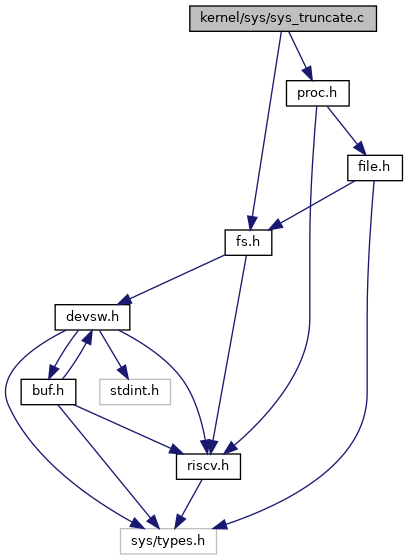 kernel/sys/sys_truncate.c
proc.h
file.h
fs.h
devsw.h
buf.h
stdint.h
riscv.h
sys/types.h